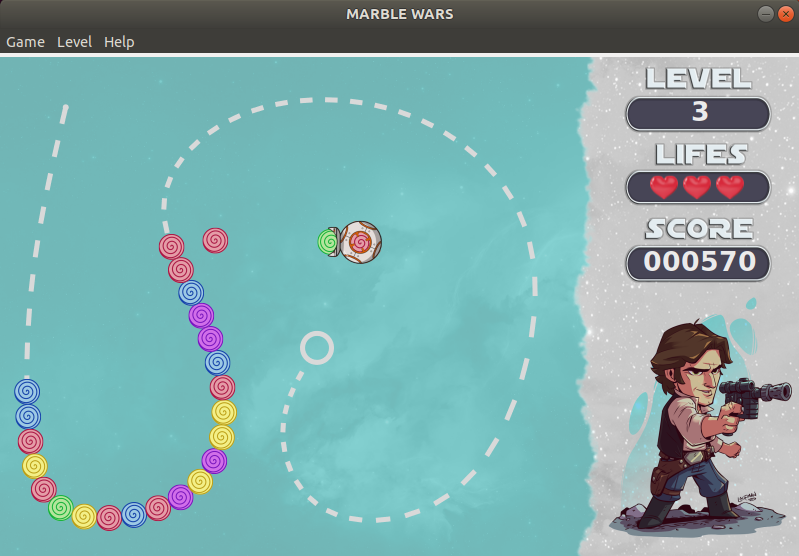 MARBLE WARS
Game Level Help
LEVEL
3
LIFES
SCORE
000570